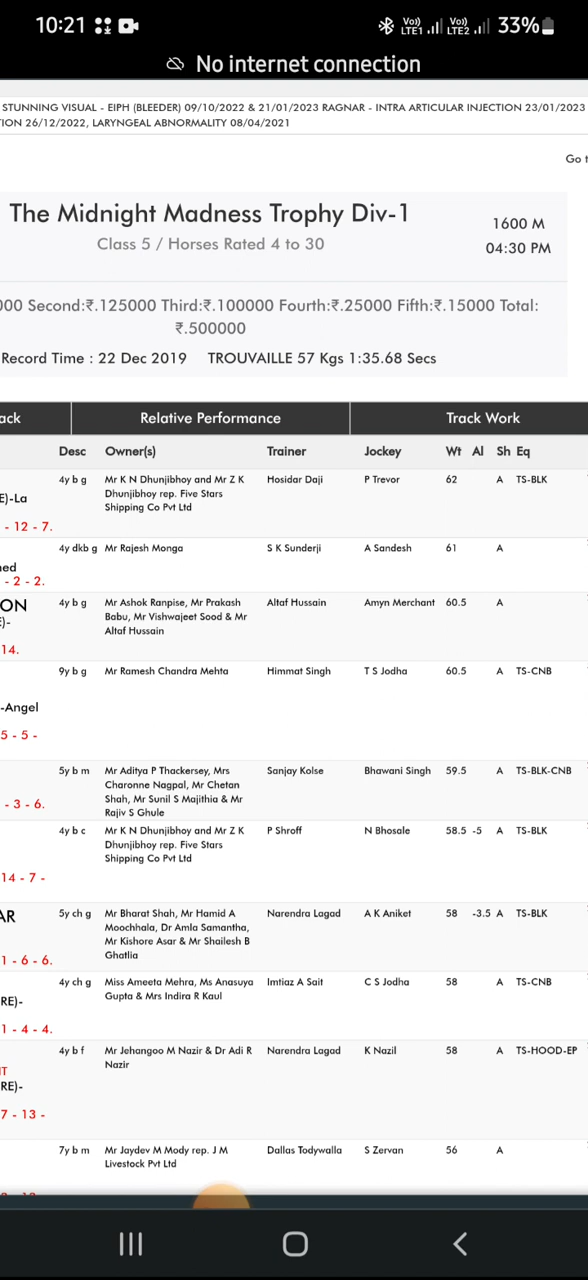 10:21 Vo)) LTE1 Vo)) LTE2 33%
No internet connection
STUNNING VISUAL - EIPH (BLEEDER) 09/10/2022 & 21/01/2023 RAGNAR - INTRA ARTICULAR INJECTION 23/01/2023
ION 26/12/2022, LARYNGEAL ABNORMALITY 08/04/2021
Go t
The Midnight Madness Trophy Div-1
1600 M
Class 5 / Horses Rated 4 to 30
04:30 PM
000 Second:₹.125000 Third:₹.100000 Fourth:₹.25000 Fifth:₹.15000 Total:
₹.500000
Record Time : 22 Dec 2019 TROUVAILLE 57 Kgs 1:35.68 Secs
ack Relative Performance Track Work
Desc Owner(s) Trainer Jockey Wt Al Sh Eq
4y b g Mr K N Dhunjibhoy and Mr Z K Hosidar Daji P Trevor 62 A TS-BLK
Dhunjibhoy rep. Five Stars
E)-La
Shipping Co Pvt Ltd
- 12 - 7.
4y dkb g Mr Rajesh Monga S K Sunderji A Sandesh 61 A
ned
- 2 - 2.
ON 4y b g Mr Ashok Ranpise, Mr Prakash Altaf Hussain Amyn Merchant 60.5 A
Babu, Mr Vishwajeet Sood & Mr
E)-
Altaf Hussain
14.
9y b g Mr Ramesh Chandra Mehta Himmat Singh T S Jodha 60.5 A TS-CNB
-Angel
5 - 5 -
5y b m Mr Aditya P Thackersey, Mrs Sanjay Kolse Bhawani Singh 59.5 A TS-BLK-CNB
Charonne Nagpal, Mr Chetan
Shah, Mr Sunil S Majithia & Mr
- 3 - 6.
Rajiv S Ghule
4y b c Mr K N Dhunjibhoy and Mr Z K P Shroff N Bhosale 58.5 -5 A TS-BLK
Dhunjibhoy rep. Five Stars
Shipping Co Pvt Ltd
14 - 7 -
AR 5y ch g Mr Bharat Shah, Mr Hamid A Narendra Lagad A K Aniket 58 -3.5 A TS-BLK
Moochhala, Dr Amla Samantha,
Mr Kishore Asar & Mr Shailesh B
Ghatlia
1 - 6 - 6.
4y ch g Miss Ameeta Mehra, Ms Anasuya Imtiaz A Sait C S Jodha 58 A TS-CNB
Gupta & Mrs Indira R Kaul
RE)-
1 - 4 - 4.
4y b f Mr Jehangoo M Nazir & Dr Adi R Narendra Lagad K Nazil 58 A TS-HOOD-EP
Nazir
IT
RE)-
7 - 13 -
7y b m Mr Jaydev M Mody rep. J M Dallas Todywalla S Zervan 56 A
Livestock Pvt Ltd